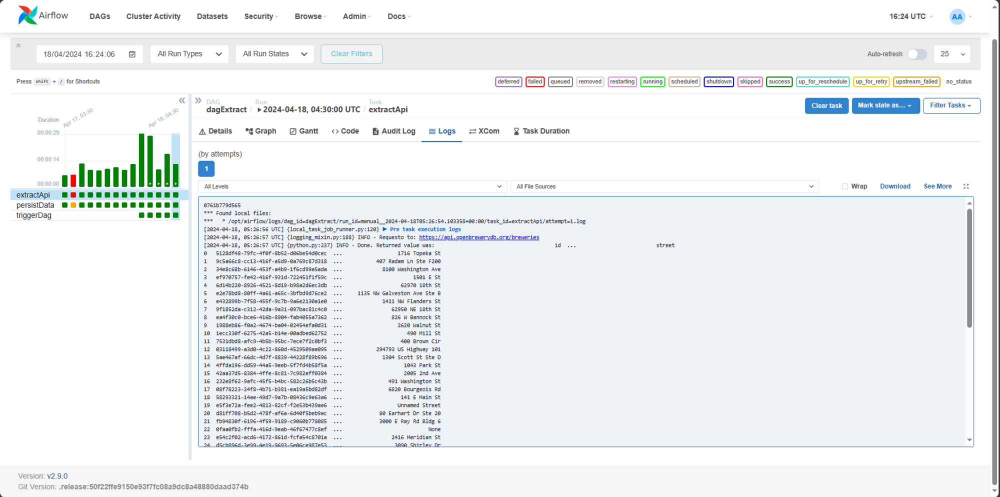 Airflow DAGs Cluster Activity Datasets Security Browse Admin Docs 16:24 UTC AA
18/04/2024 16:24:06 All Run Types All Run States Clear Filters Auto-refresh 25
Press shift + / for Shortcuts deferred failed queued removed restarting running scheduled shutdown skipped success up_for_reschedule up_for_retry upstream_failed no_status
DAG Run Task
dagExtract / 2024-04-18, 04:30:00 UTC / extractApi
Clear task Mark state as... Filter Tasks
Duration Apr 17, 03:30 Apr 18, 04:30
00:00:29
00:00:14
00:00:00
extractApi
persistData
triggerDag
Details Graph Gantt Code Audit Log Logs XCom Task Duration
(by attempts)
1
All Levels All File Sources Wrap Download See More
0761b779d565
*** Found local files:
***   * /opt/airflow/logs/dag_id=dagExtract/run_id=manual__2024-04-18T05:26:54.103358+00:00/task_id=extractApi/attempt=1.log
[2024-04-18, 05:26:56 UTC] {local_task_job_runner.py:120} ▶ Pre task execution logs
[2024-04-18, 05:26:57 UTC] {logging_mixin.py:188} INFO - Requesto to: https://api.openbrewerydb.org/breweries
[2024-04-18, 05:26:57 UTC] {python.py:237} INFO - Done. Returned value was: id ... street
0 5128df48-79fc-4f0f-8b52-d06be54d0cec ... 1716 Topeka St
1 9c5a66c8-cc13-416f-a5d9-0a769c87d318 ... 407 Radam Ln Ste F200
2 34e8c68b-6146-453f-a4b9-1f6cd99a5ada ... 8100 Washington Ave
3 ef970757-fe42-416f-931d-722451f1f59c ... 1501 E St
4 6d14b220-8926-4521-8d19-b98a2d6ec3db ... 62970 18th St
5 e2e78bd8-80ff-4a61-a65c-3bfbd9d76ce2 ... 1135 NW Galveston Ave Ste B
6 e432899b-7f58-455f-9c7b-9a6e2130a1e0 ... 1411 NW Flanders St
7 9f1852da-c312-42da-9a31-097bac81c4c0 ... 62950 NE 18th St
8 ea4f30c0-bce6-416b-8904-fab4055a7362 ... 826 W Bannock St
9 1988eb86-f0a2-4674-ba04-02454efa0d31 ... 2620 Walnut St
10 1ecc330f-6275-42a5-b14e-00adbed62752 ... 490 Mill St
11 7531dbd8-afc9-4b5b-95bc-7ece7f2c0bf3 ... 400 Brown Cir
12 03118499-a3d0-4c22-860d-4529509ae095 ... 294793 US Highway 101
13 5ae467af-66dc-4d7f-8839-44228f89b596 ... 1304 Scott St Ste D
14 4ffda196-dd59-44a5-9eeb-5f7fd4b58f5a ... 1043 Park St
15 42aa37d5-8384-4ffe-8c81-7c982eff0384 ... 2005 2nd Ave
16 232e8f62-9afc-45f5-b4bc-582c26b5c43b ... 491 Washington St
17 08f78223-24f8-4b71-b381-ea19a5bd82df ... 6820 Bourgeois Rd
18 58293321-14ae-49d7-9a7b-08436c9e63a6 ... 141 E Main St
19 e5f3e72a-fee2-4813-82cf-f2e53b439ae6 ... Unnamed Street
20 d81ff708-b5d2-478f-af6a-6d40f5beb9ac ... 80 Earhart Dr Ste 20
21 fb94830f-6196-4f59-9189-c9060b778085 ... 3000 E Ray Rd Bldg 6
22 0faa0fb2-fffa-416d-9eab-46f67477c8ef ... None
23 e54c2f02-acd6-4172-861d-fcfa54c8701a ... 2416 Meridian St
24 d5cb896d-3e99-4e19-9693-5e06ce987e53 ... 3090 Shirley Dr
Version: v2.9.0
Git Version: .release:50f22ffe9150e93f7fc08a9dc8a48880daad374b